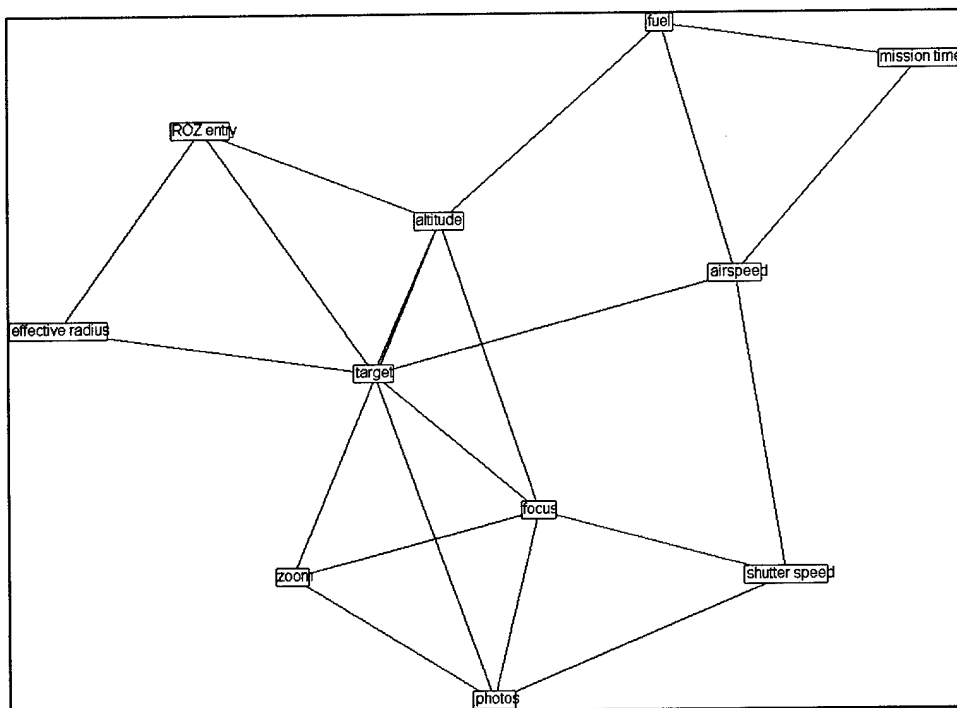 fuel
mission time
ROZ entry
altitude
airspeed
effective radius
target
focus
zoom
shutter speed
photos